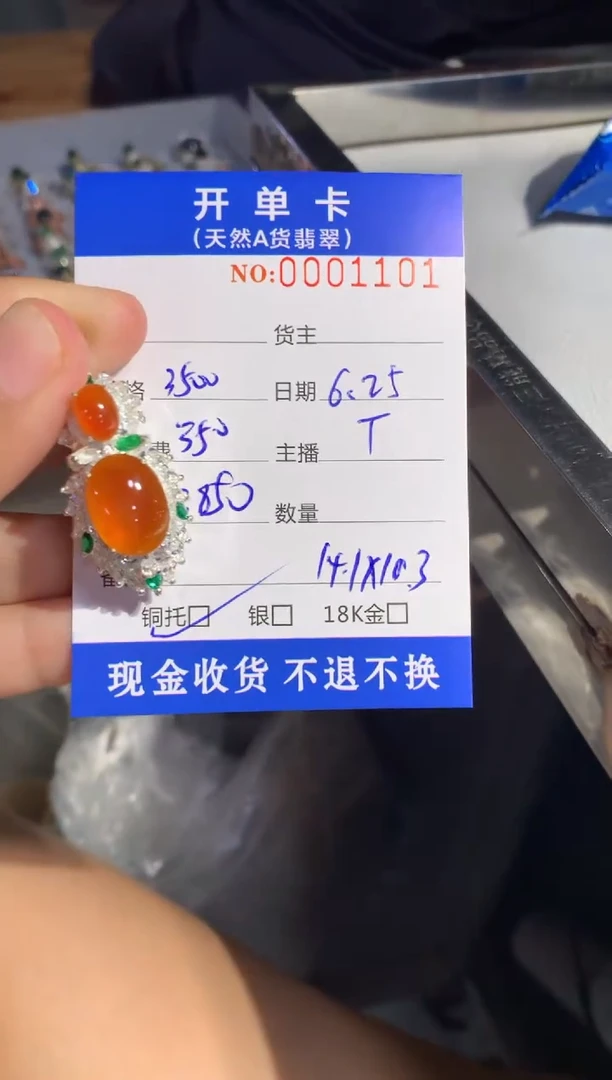 开单卡
(天然A货翡翠)
NO:0001101
货主
格 3500 日期 6.25
费 350 主播 T
850 数量
14.1X10.3
铜托□ 银□ 18K金□
现金收货 不退不换